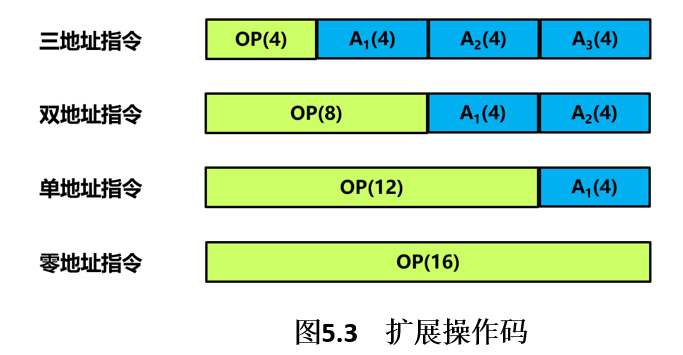 三地址指令 OP(4) A₁(4) A₂(4) A₃(4)
双地址指令 OP(8) A₁(4) A₂(4)
单地址指令 OP(12) A₁(4)
零地址指令 OP(16)
图5.3 扩展操作码